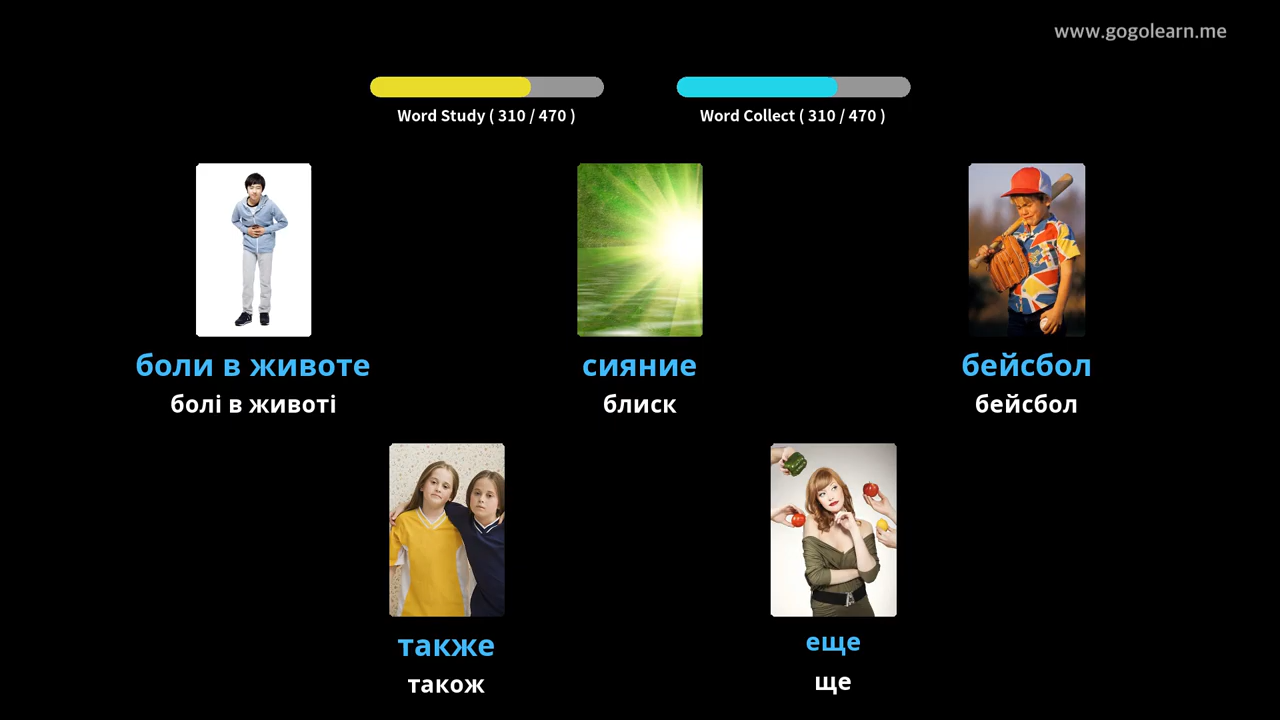 www.gogolearn.me
Word Study ( 310 / 470 )
Word Collect ( 310 / 470 )
боли в животе
болі в животі
сияние
блиск
бейсбол
бейсбол
также
також
еще
ще